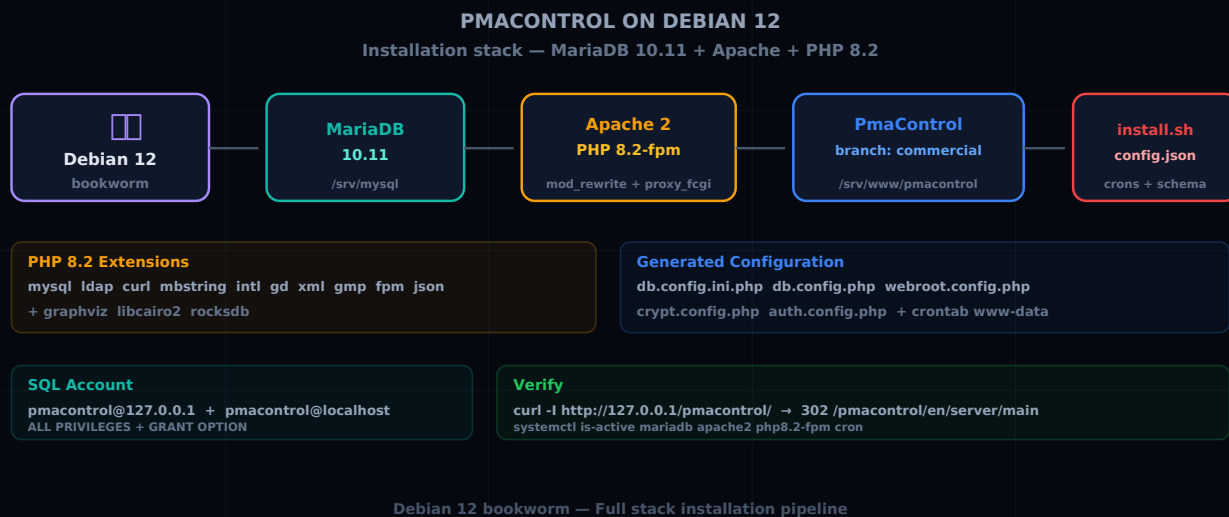 PMACONTROL ON DEBIAN 12
Installation stack — MariaDB 10.11 + Apache + PHP 8.2
Debian 12
bookworm
MariaDB
10.11
/srv/mysql
Apache 2
PHP 8.2-fpm
mod_rewrite + proxy_fcgi
PmaControl
branch: commercial
/srv/www/pmacontrol
install.sh
config.json
crons + schema
PHP 8.2 Extensions
mysql ldap curl mbstring intl gd xml gmp fpm json
+ graphviz libcairo2 rocksdb
Generated Configuration
db.config.ini.php db.config.php webroot.config.php
crypt.config.php auth.config.php + crontab www-data
SQL Account
pmacontrol@127.0.0.1 + pmacontrol@localhost
ALL PRIVILEGES + GRANT OPTION
Verify
curl -I http://127.0.0.1/pmacontrol/ → 302 /pmacontrol/en/server/main
systemctl is-active mariadb apache2 php8.2-fpm cron
Debian 12 bookworm — Full stack installation pipeline